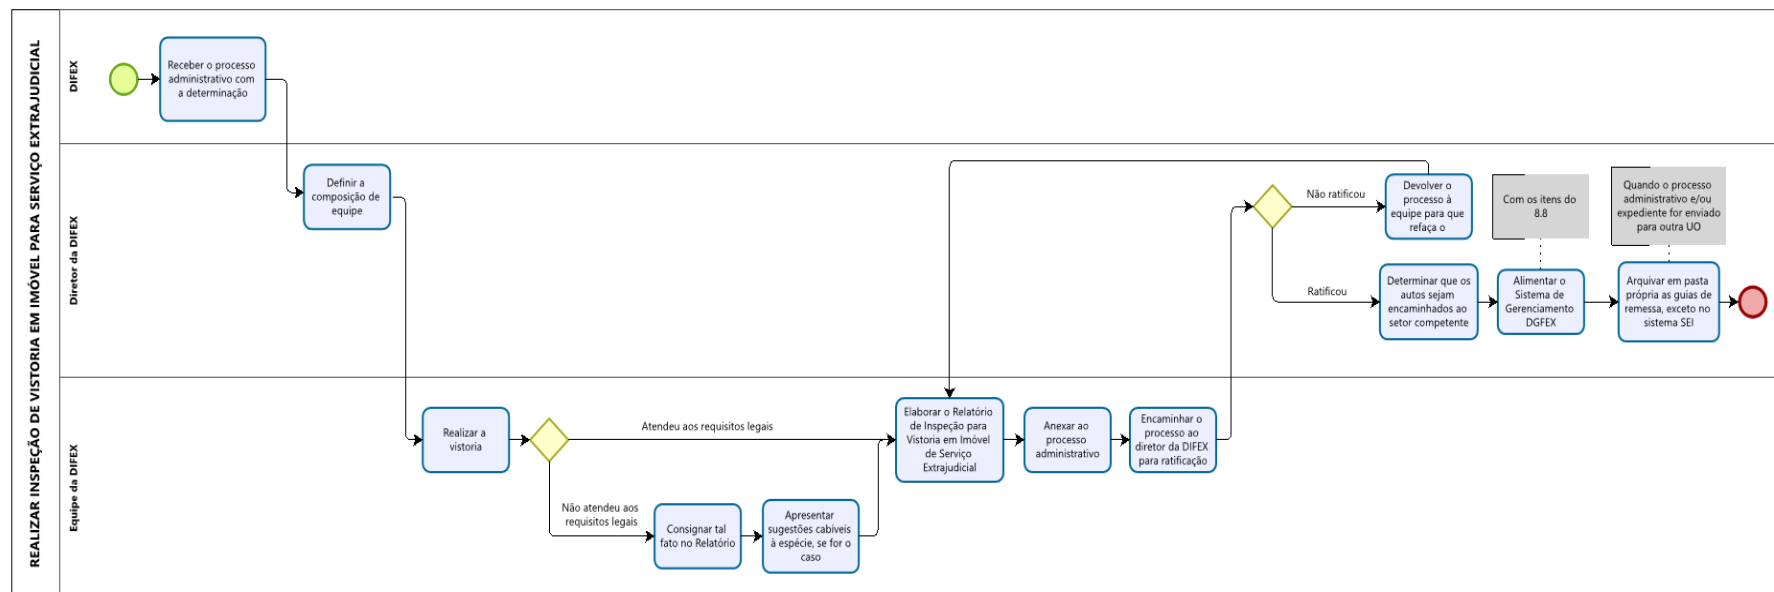 REALIZAR INSPEÇÃO DE VISTORIA EM IMÓVEL PARA SERVIÇO EXTRAJUDICIAL
DIFEX
Receber o processo
administrativo com
a determinação
Diretor da DIFEX
Definir a
composição de
equipe
Não ratificou
Devolver o
processo à
equipe para que
refaça o
Com os itens do
8.8
Quando o processo
administrativo e/ou
expediente for enviado
para outra UO
Ratificou
Determinar que os
autos sejam
encaminhados ao
setor competente
Alimentar o
Sistema de
Gerenciamento
DGFEX
Arquivar em pasta
própria as guias de
remessa, exceto no
sistema SEI
Equipe da DIFEX
Realizar a
vistoria
Atendeu aos requisitos legais
Não atendeu aos
requisitos legais
Consignar tal
fato no Relatório
Apresentar
sugestões cabíveis
à espécie, se for o
caso
Elaborar o Relatório
de Inspeção para
Vistoria em Imóvel
de Serviço
Extrajudicial
Anexar ao
processo
administrativo
Encaminhar o
processo ao
diretor da DIFEX
para ratificação